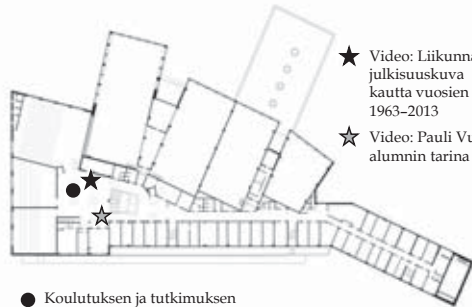 Video: Liikunna
julkisuuskuva
kautta vuosien
1963–2013
Video: Pauli Vu
alumnin tarina
Koulutuksen ja tutkimuksen